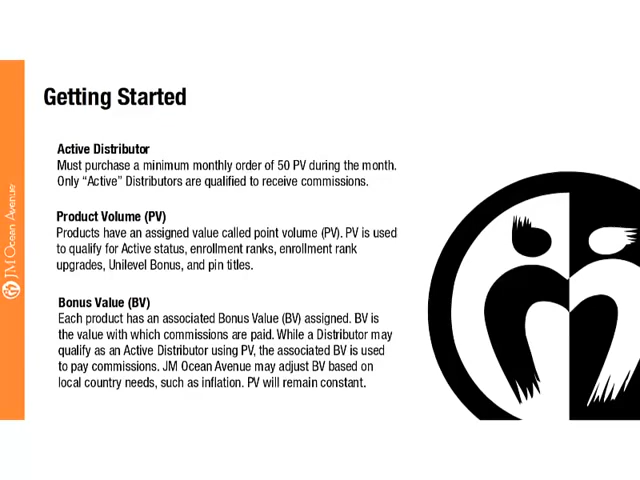 Getting Started
Active Distributor
Must purchase a minimum monthly order of 50 PV during the month.
Only “Active” Distributors are qualified to receive commissions.
Product Volume (PV)
Products have an assigned value called point volume (PV). PV is used
to qualify for Active status, enrollment ranks, enrollment rank
upgrades, Unilevel Bonus, and pin titles.
Bonus Value (BV)
Each product has an associated Bonus Value (BV) assigned. BV is
the value with which commissions are paid. While a Distributor may
qualify as an Active Distributor using PV, the associated BV is used
to pay commissions. JM Ocean Avenue may adjust BV based on
local country needs, such as inflation. PV will remain constant.
JM Ocean Avenue